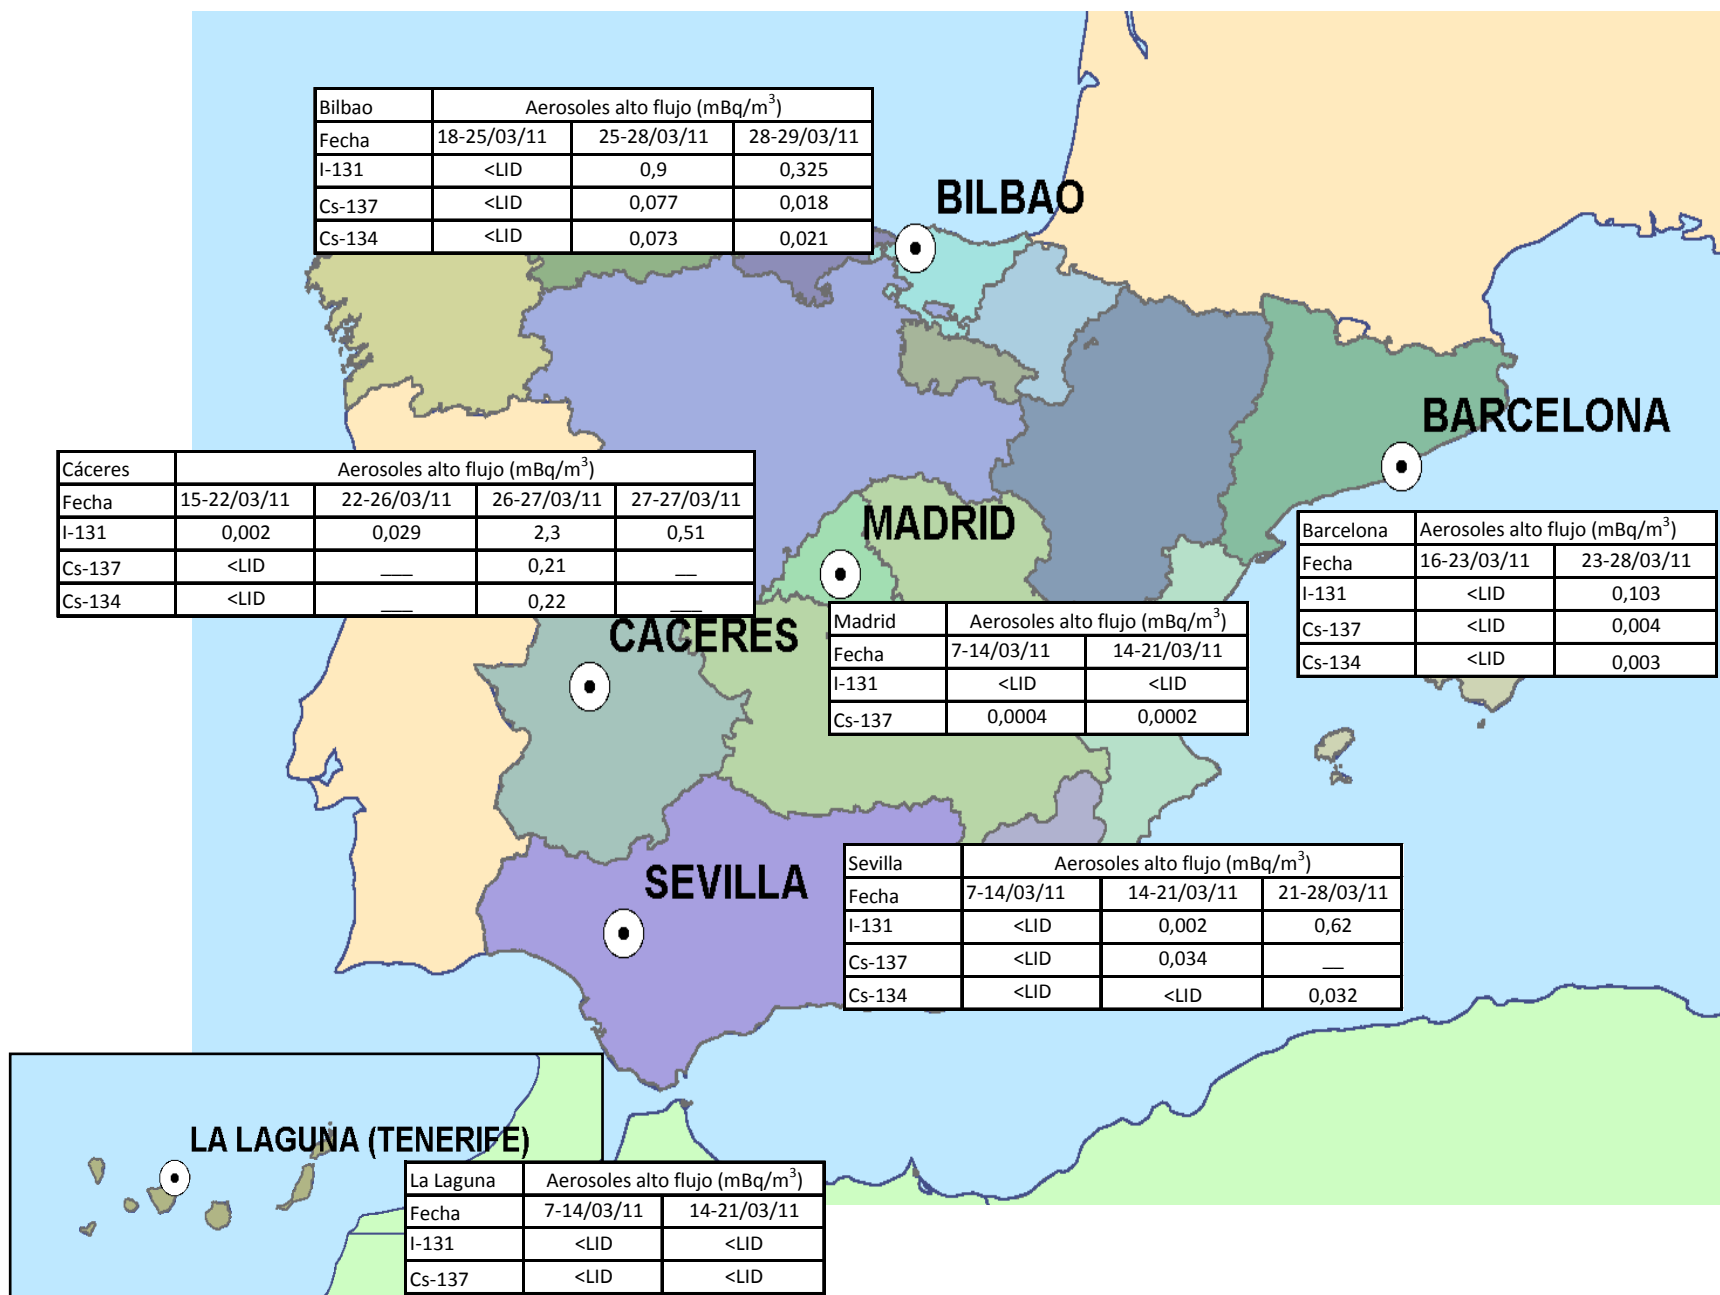 Bilbao Aerosoles alto flujo (mBq/m³)
Fecha 18-25/03/11 25-28/03/11 28-29/03/11
I-131 <LID 0,9 0,325
Cs-137 <LID 0,077 0,018
Cs-134 <LID 0,073 0,021
BILBAO
BARCELONA
Cáceres Aerosoles alto flujo (mBq/m³)
Fecha 15-22/03/11 22-26/03/11 26-27/03/11 27-27/03/11
I-131 0,002 0,029 2,3 0,51
Cs-137 <LID ___ 0,21 __
Cs-134 <LID ___ 0,22 ___
MADRID
Barcelona Aerosoles alto flujo (mBq/m³)
Fecha 16-23/03/11 23-28/03/11
I-131 <LID 0,103
Cs-137 <LID 0,004
Cs-134 <LID 0,003
CACERES
Madrid Aerosoles alto flujo (mBq/m³)
Fecha 7-14/03/11 14-21/03/11
I-131 <LID <LID
Cs-137 0,0004 0,0002
SEVILLA
Sevilla Aerosoles alto flujo (mBq/m³)
Fecha 7-14/03/11 14-21/03/11 21-28/03/11
I-131 <LID 0,002 0,62
Cs-137 <LID 0,034 __
Cs-134 <LID <LID 0,032
LA LAGUNA (TENERIFE)
La Laguna Aerosoles alto flujo (mBq/m³)
Fecha 7-14/03/11 14-21/03/11
I-131 <LID <LID
Cs-137 <LID <LID